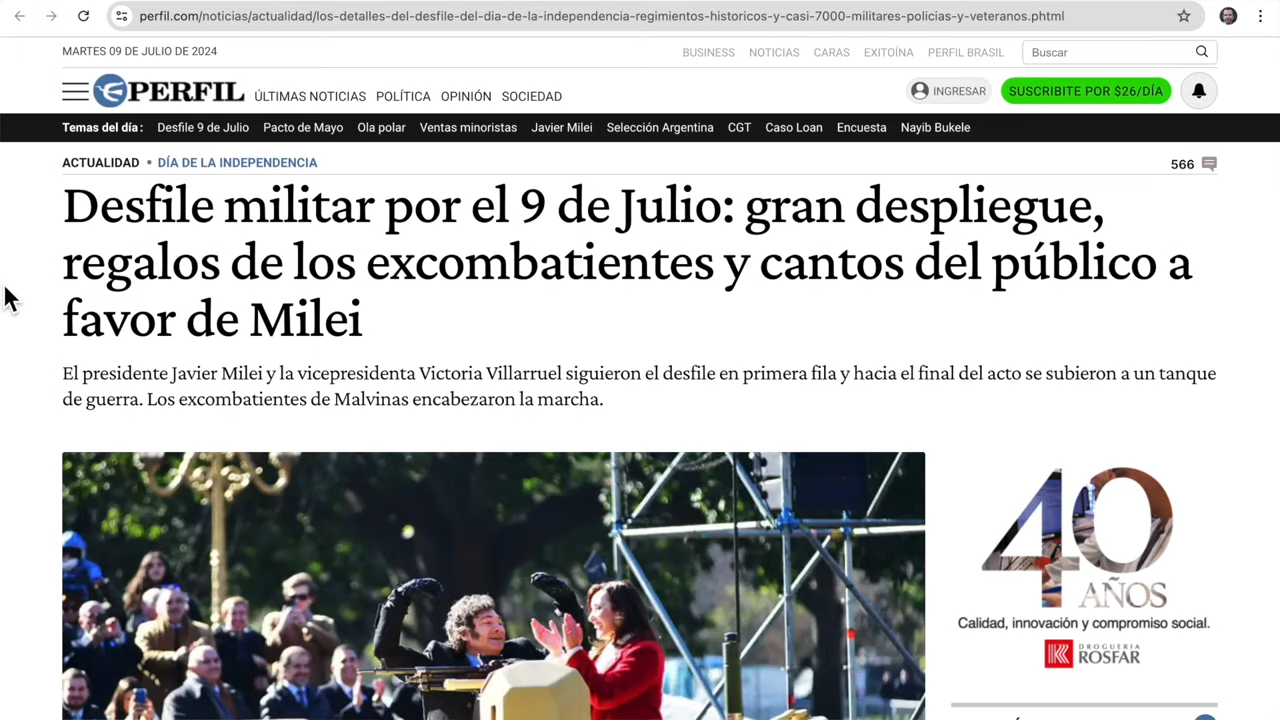 perfil.com/noticias/actualidad/los-detalles-del-desfile-del-dia-de-la-independencia-regimientos-historicos-y-casi-7000-militares-policias-y-veteranos.phtml
MARTES 09 DE JULIO DE 2024
BUSINESS NOTICIAS CARAS EXITOÍNA PERFIL BRASIL
Buscar
PERFIL
ÚLTIMAS NOTICIAS POLÍTICA OPINIÓN SOCIEDAD
INGRESAR
SUSCRIBITE POR $26/DÍA
Temas del día: Desfile 9 de Julio Pacto de Mayo Ola polar Ventas minoristas Javier Milei Selección Argentina CGT Caso Loan Encuesta Nayib Bukele
ACTUALIDAD • DÍA DE LA INDEPENDENCIA
566
Desfile militar por el 9 de Julio: gran despliegue,
regalos de los excombatientes y cantos del público a
favor de Milei
El presidente Javier Milei y la vicepresidenta Victoria Villarruel siguieron el desfile en primera fila y hacia el final del acto se subieron a un tanque
de guerra. Los excombatientes de Malvinas encabezaron la marcha.
40
AÑOS
Calidad, innovación y compromiso social.
DROGUERIA
ROSFAR